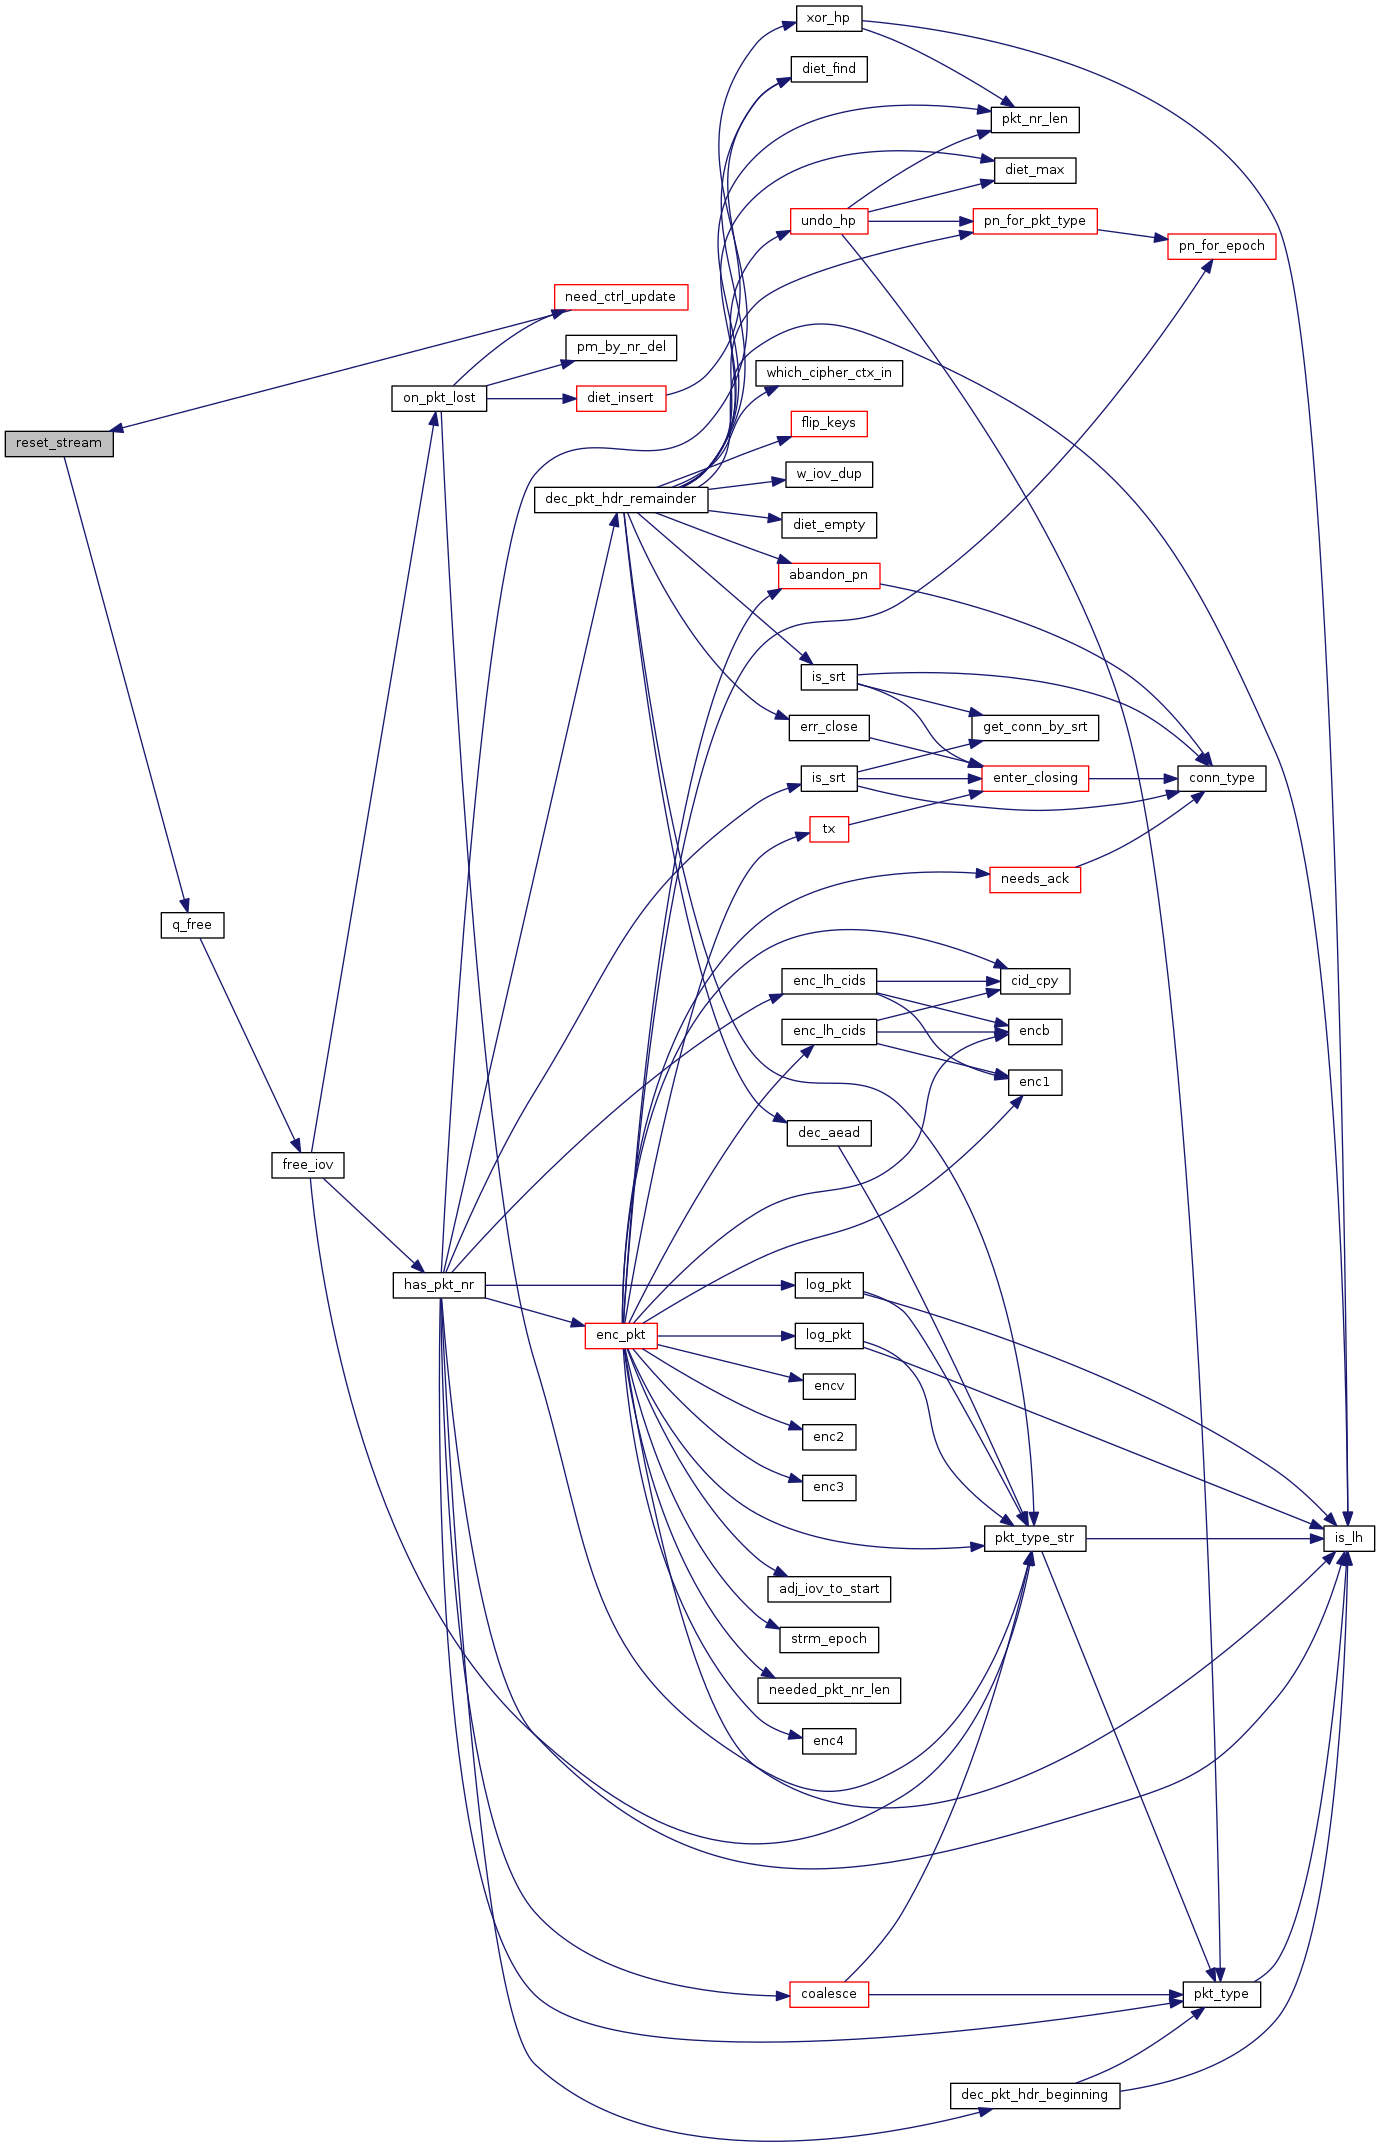 xor_hp
diet_find
pkt_nr_len
diet_max
undo_hp
pn_for_pkt_type
pn_for_epoch
need_ctrl_update
pm_by_nr_del
which_cipher_ctx_in
on_pkt_lost
diet_insert
flip_keys
reset_stream
w_iov_dup
dec_pkt_hdr_remainder
diet_empty
abandon_pn
is_srt
err_close
get_conn_by_srt
is_srt
enter_closing
conn_type
tx
needs_ack
q_free
enc_lh_cids
cid_cpy
enc_lh_cids
encb
enc1
dec_aead
free_iov
has_pkt_nr
log_pkt
enc_pkt
log_pkt
encv
enc2
enc3
pkt_type_str
is_lh
adj_iov_to_start
strm_epoch
needed_pkt_nr_len
enc4
coalesce
pkt_type
dec_pkt_hdr_beginning